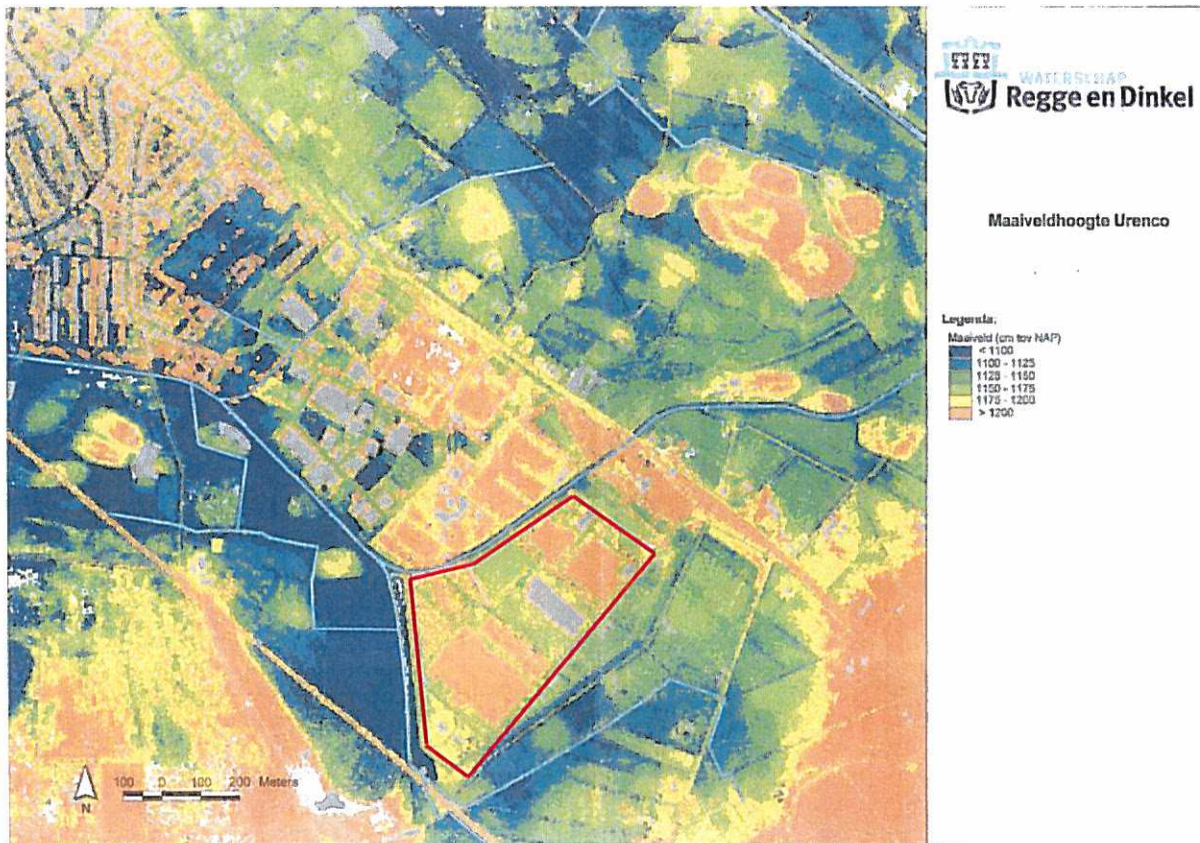 WATERSCHAP
Regge en Dinkel
Maaiveldhoogte Urenco
Legenda:
Maaiveld (cm tov NAP)
< 1100
1100 - 1125
1125 - 1150
1150 - 1175
1175 - 1200
> 1200
100 0 100 200 Meters
N